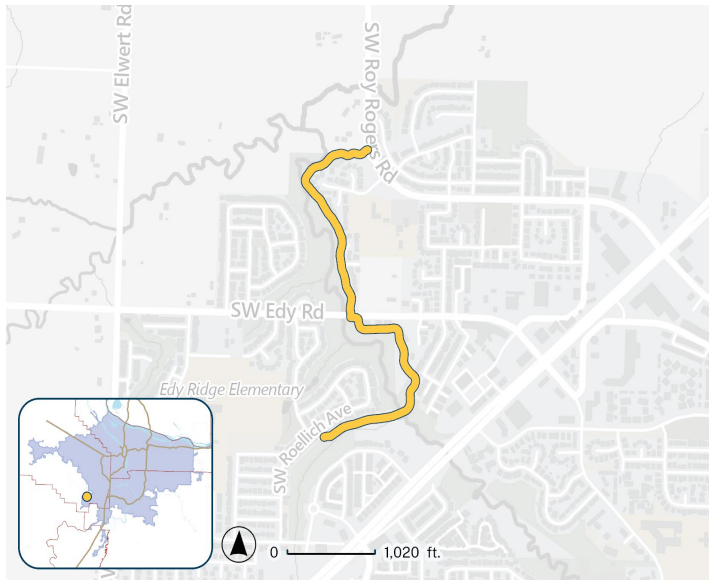 SW Elwert Rd
SW Roy Rogers Rd
SW Edy Rd
Edy Ridge Elementary
SW Roellich Ave
0 1,020 ft.